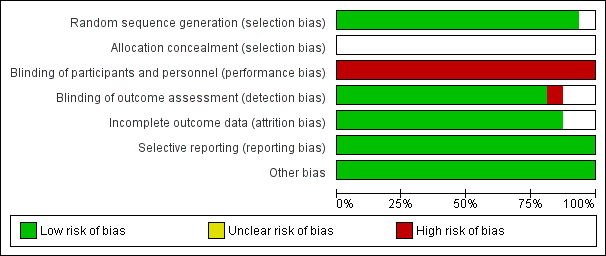 Random sequence generation (selection bias)
Allocation concealment (selection bias)
Blinding of participants and personnel (performance bias)
Blinding of outcome assessment (detection bias)
Incomplete outcome data (attrition bias)
Selective reporting (reporting bias)
Other bias
0% 25% 50% 75% 100%
Low risk of bias Unclear risk of bias High risk of bias